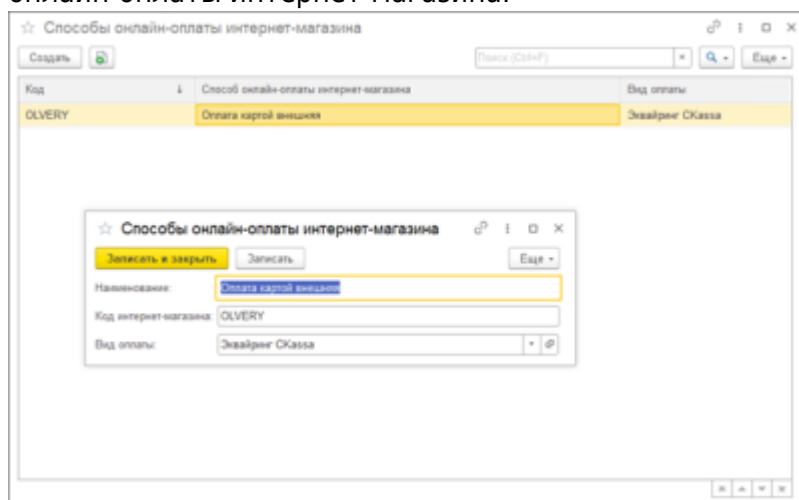 онлайн-оплаты интернет-магазина.
Способы онлайн-оплаты интернет-магазина
Создать Поиск (Ctrl+F) Еще
Код Способ онлайн-оплаты интернет-магазина Вид оплаты
OLVERY Оплата картой внешняя Эквайринг CKassa
Способы онлайн-оплаты интернет-магазина
Записать и закрыть Записать Еще
Наименование: Оплата картой внешняя
Код интернет-магазина: OLVERY
Вид оплаты: Эквайринг CKassa